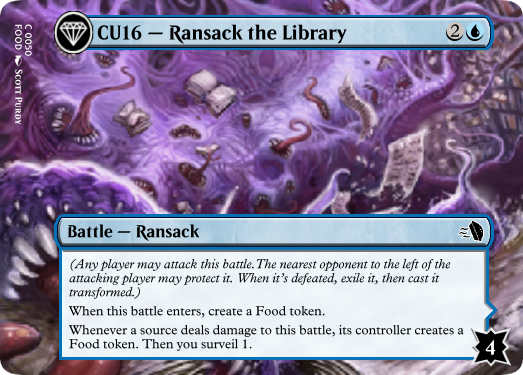 CU16 — Ransack the Library
2
C 0050
FOOD SCOTT PURDY
Battle — Ransack
(Any player may attack this battle. The nearest opponent to the left of the
attacking player may protect it. When it's defeated, exile it, then cast it
transformed.)
When this battle enters, create a Food token.
Whenever a source deals damage to this battle, its controller creates a
Food token. Then you surveil 1.
4